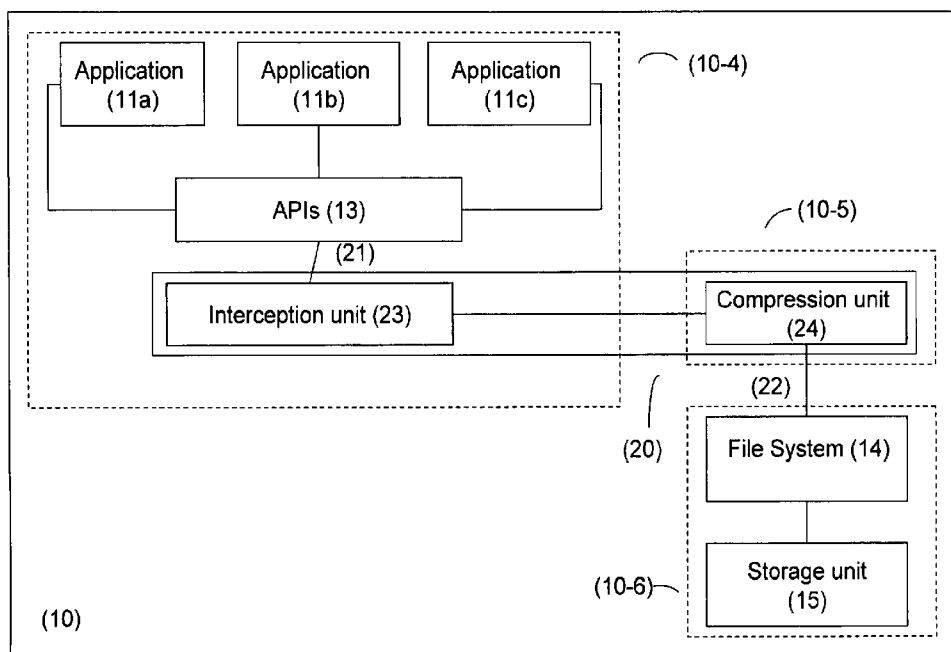 Application
(11a)
Application
(11b)
Application
(11c)
(10-4)
APIs (13)
(21)
(10-5)
Interception unit (23)
Compression unit
(24)
(22)
(20)
File System (14)
Storage unit
(15)
(10-6)
(10)